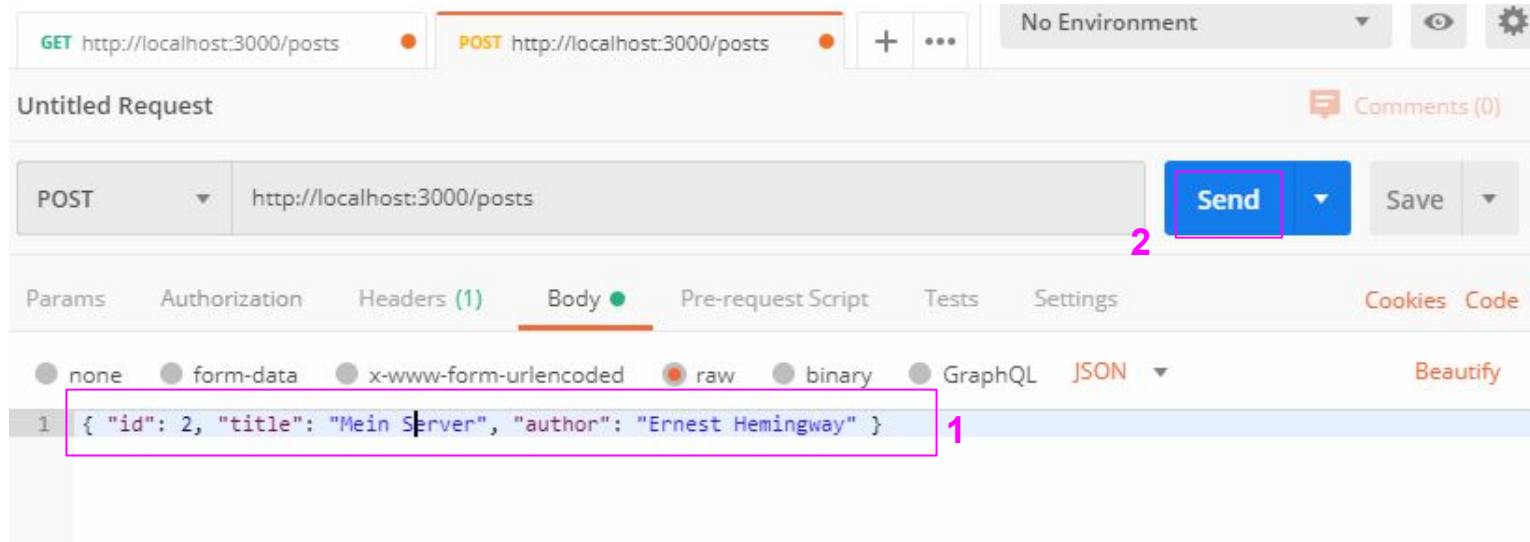 GET http://localhost:3000/posts POST http://localhost:3000/posts + ••• No Environment
Untitled Request Comments (0)
POST http://localhost:3000/posts Send Save
2
Params Authorization Headers (1) Body Pre-request Script Tests Settings Cookies Code
none form-data x-www-form-urlencoded raw binary GraphQL JSON Beautify
1 { "id": 2, "title": "Mein Server", "author": "Ernest Hemingway" } 1